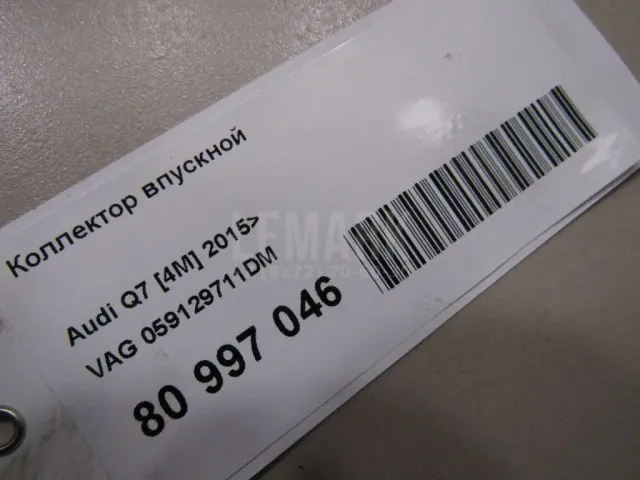 Коллектор впускной
Audi Q7 [4M] 2015>
VAG 059129711DM
80 997 046